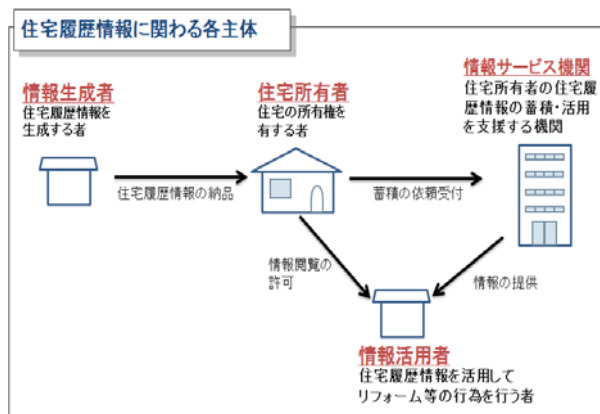 住宅履歴情報に関わる各主体
情報生成者
住宅履歴情報を
生成する者
住宅所有者
住宅の所有権を
有する者
情報サービス機関
住宅所有者の住宅履
歴情報の蓄積・活用
を支援する機関
住宅履歴情報の納品
蓄積の依頼受付
情報閲覧の
許可
情報の提供
情報活用者
住宅履歴情報を活用して
リフォーム等の行為を行う者